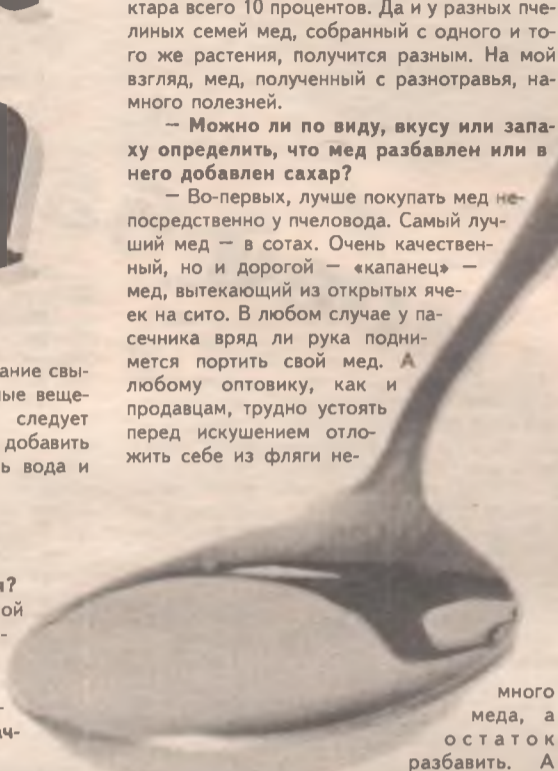 ктара всего 10 процентов. Да и у разных пче-
линых семей мед, собранный с одного и то-
го же растения, получится разным. На мой
взгляд, мед, полученный с разнотравья, на-
много полезней.
— Можно ли по виду, вкусу или запа-
ху определить, что мед разбавлен или в
него добавлен сахар?
— Во-первых, лучше покупать мед не-
посредственно у пчеловода. Самый луч-
ший мед — в сотах. Очень качествен-
ный, но и дорогой — «капанец» —
мед, вытекающий из открытых яче-
ек на сито. В любом случае у па-
сечника вряд ли рука подни-
мется портить свой мед. А
любому оптовику, как и
продавцам, трудно устоять
перед искушением отло-
жить себе из фляги не-
много
меда, а
остаток
разбавить. А
ание свы-
ые веще-
следует
добавить
ь вода и
?
ой
-
-
ач-